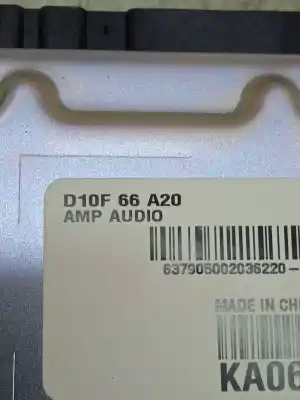 D10F 66 A20
AMP AUDIO
637905002036220-
MADE IN CH
KA06